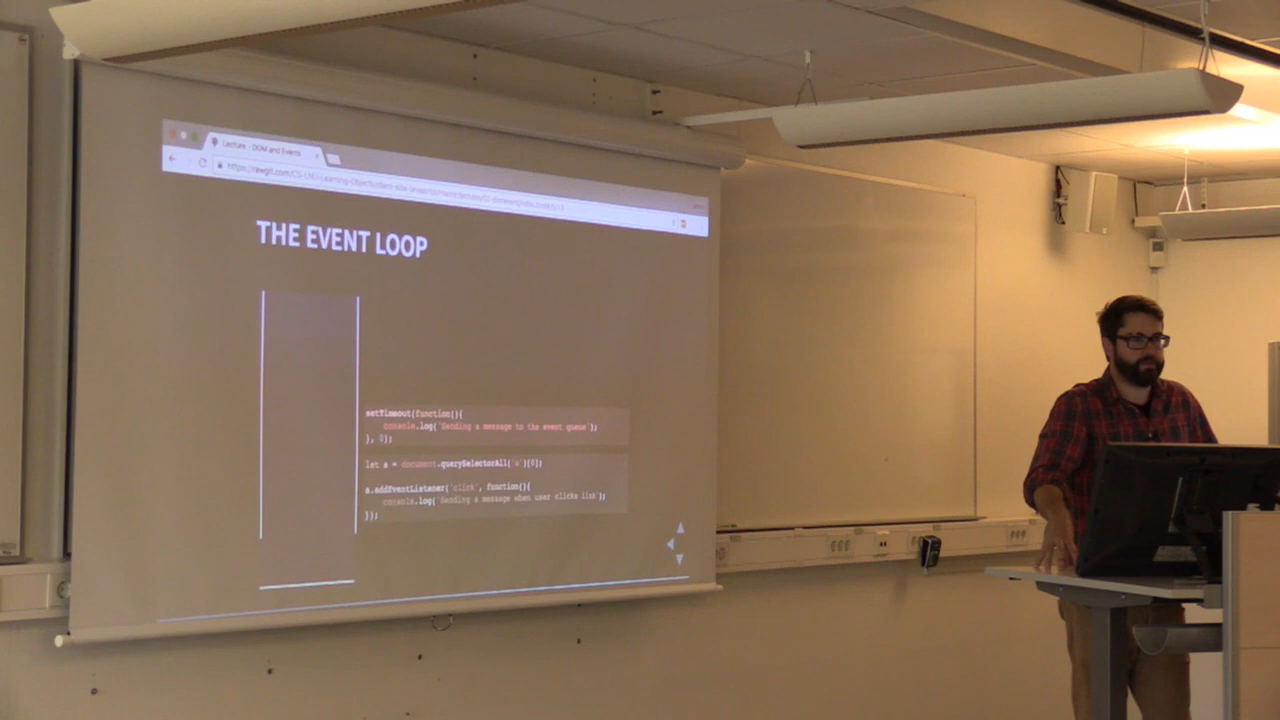 Lecture - DOM and Events
THE EVENT LOOP
setTimeout(function(){
console.log('Sending a message to the event queue');
}, 0);
let a = document.querySelectorAll('a')[0];
a.addEventListener('click', function(){
console.log('Sending a message when user clicks link');
});